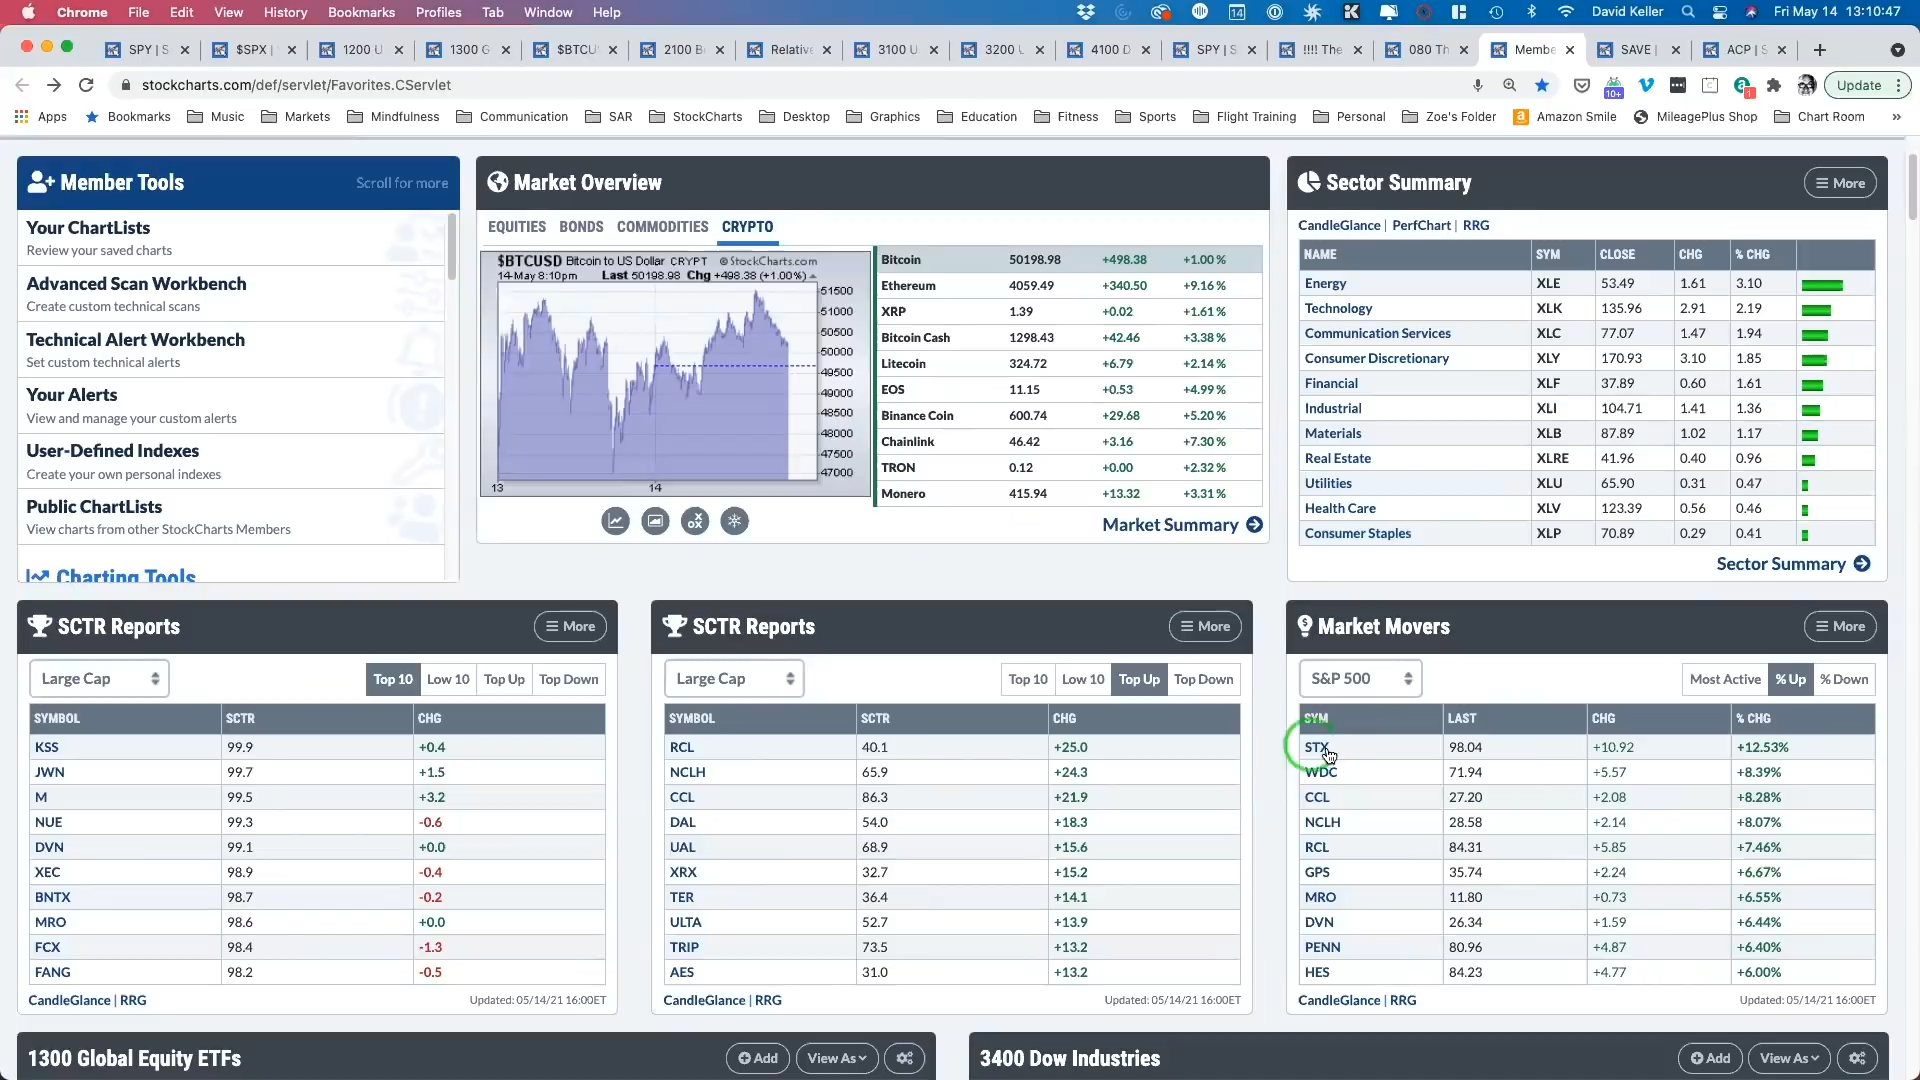 Chrome File Edit View History Bookmarks Profiles Tab Window Help 14 David Keller Fri May 14 13:10:47
SPY | S $SPX | 1200 U 1300 G $BTCU 2100 B Relative 3100 U 3200 U 4100 D SPY | S !!!! The 080 Th Membe SAVE | ACP | S
stockcharts.com/def/servlet/Favorites.CServlet 10+ 1 Update
Apps Bookmarks Music Markets Mindfulness Communication SAR StockCharts Desktop Graphics Education Fitness Sports Flight Training Personal Zoe's Folder Amazon Smile MileagePlus Shop Chart Room »
Member Tools Scroll for more
Your ChartLists
Review your saved charts
Advanced Scan Workbench
Create custom technical scans
Technical Alert Workbench
Set custom technical alerts
Your Alerts
View and manage your custom alerts
User-Defined Indexes
Create your own personal indexes
Public ChartLists
View charts from other StockCharts Members
Charting Tools
Market Overview
EQUITIES BONDS COMMODITIES CRYPTO
$BTCUSD Bitcoin to US Dollar CRYPT ©StockCharts.com
14-May 8:10pm Last 50198.98 Chg +498.38 (+1.00%)
51500
51000
50500
50000
49500
49000
48500
48000
47500
47000
13 14
Bitcoin 50198.98 +498.38 +1.00 %
Ethereum 4059.49 +340.50 +9.16 %
XRP 1.39 +0.02 +1.61 %
Bitcoin Cash 1298.43 +42.46 +3.38 %
Litecoin 324.72 +6.79 +2.14 %
EOS 11.15 +0.53 +4.99 %
Binance Coin 600.74 +29.68 +5.20 %
Chainlink 46.42 +3.16 +7.30 %
TRON 0.12 +0.00 +2.32 %
Monero 415.94 +13.32 +3.31 %
Market Summary
Sector Summary More
CandleGlance | PerfChart | RRG
NAME SYM CLOSE CHG % CHG
Energy XLE 53.49 1.61 3.10
Technology XLK 135.96 2.91 2.19
Communication Services XLC 77.07 1.47 1.94
Consumer Discretionary XLY 170.93 3.10 1.85
Financial XLF 37.89 0.60 1.61
Industrial XLI 104.71 1.41 1.36
Materials XLB 87.89 1.02 1.17
Real Estate XLRE 41.96 0.40 0.96
Utilities XLU 65.90 0.31 0.47
Health Care XLV 123.39 0.56 0.46
Consumer Staples XLP 70.89 0.29 0.41
Sector Summary
SCTR Reports More
Large Cap Top 10 Low 10 Top Up Top Down
SYMBOL SCTR CHG
KSS 99.9 +0.4
JWN 99.7 +1.5
M 99.5 +3.2
NUE 99.3 -0.6
DVN 99.1 +0.0
XEC 98.9 -0.4
BNTX 98.7 -0.2
MRO 98.6 +0.0
FCX 98.4 -1.3
FANG 98.2 -0.5
CandleGlance | RRG Updated: 05/14/21 16:00ET
SCTR Reports More
Large Cap Top 10 Low 10 Top Up Top Down
SYMBOL SCTR CHG
RCL 40.1 +25.0
NCLH 65.9 +24.3
CCL 86.3 +21.9
DAL 54.0 +18.3
UAL 68.9 +15.6
XRX 32.7 +15.2
TER 36.4 +14.1
ULTA 52.7 +13.9
TRIP 73.5 +13.2
AES 31.0 +13.2
CandleGlance | RRG Updated: 05/14/21 16:00ET
Market Movers More
S&P 500 Most Active % Up % Down
SYM LAST CHG % CHG
STX 98.04 +10.92 +12.53%
WDC 71.94 +5.57 +8.39%
CCL 27.20 +2.08 +8.28%
NCLH 28.58 +2.14 +8.07%
RCL 84.31 +5.85 +7.46%
GPS 35.74 +2.24 +6.67%
MRO 11.80 +0.73 +6.55%
DVN 26.34 +1.59 +6.44%
PENN 80.96 +4.87 +6.40%
HES 84.23 +4.77 +6.00%
CandleGlance | RRG Updated: 05/14/21 16:00ET
1300 Global Equity ETFs Add View As
3400 Dow Industries Add View As